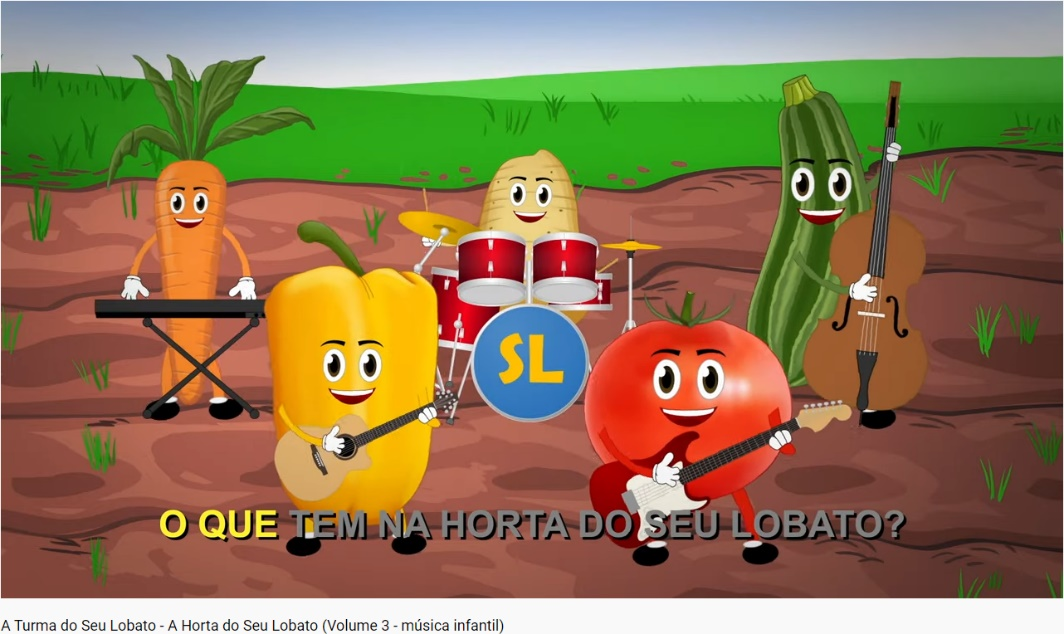 SL
O QUE TEM NA HORTA DO SEU LOBATO?
A Turma do Seu Lobato - A Horta do Seu Lobato (Volume 3 - música infantil)